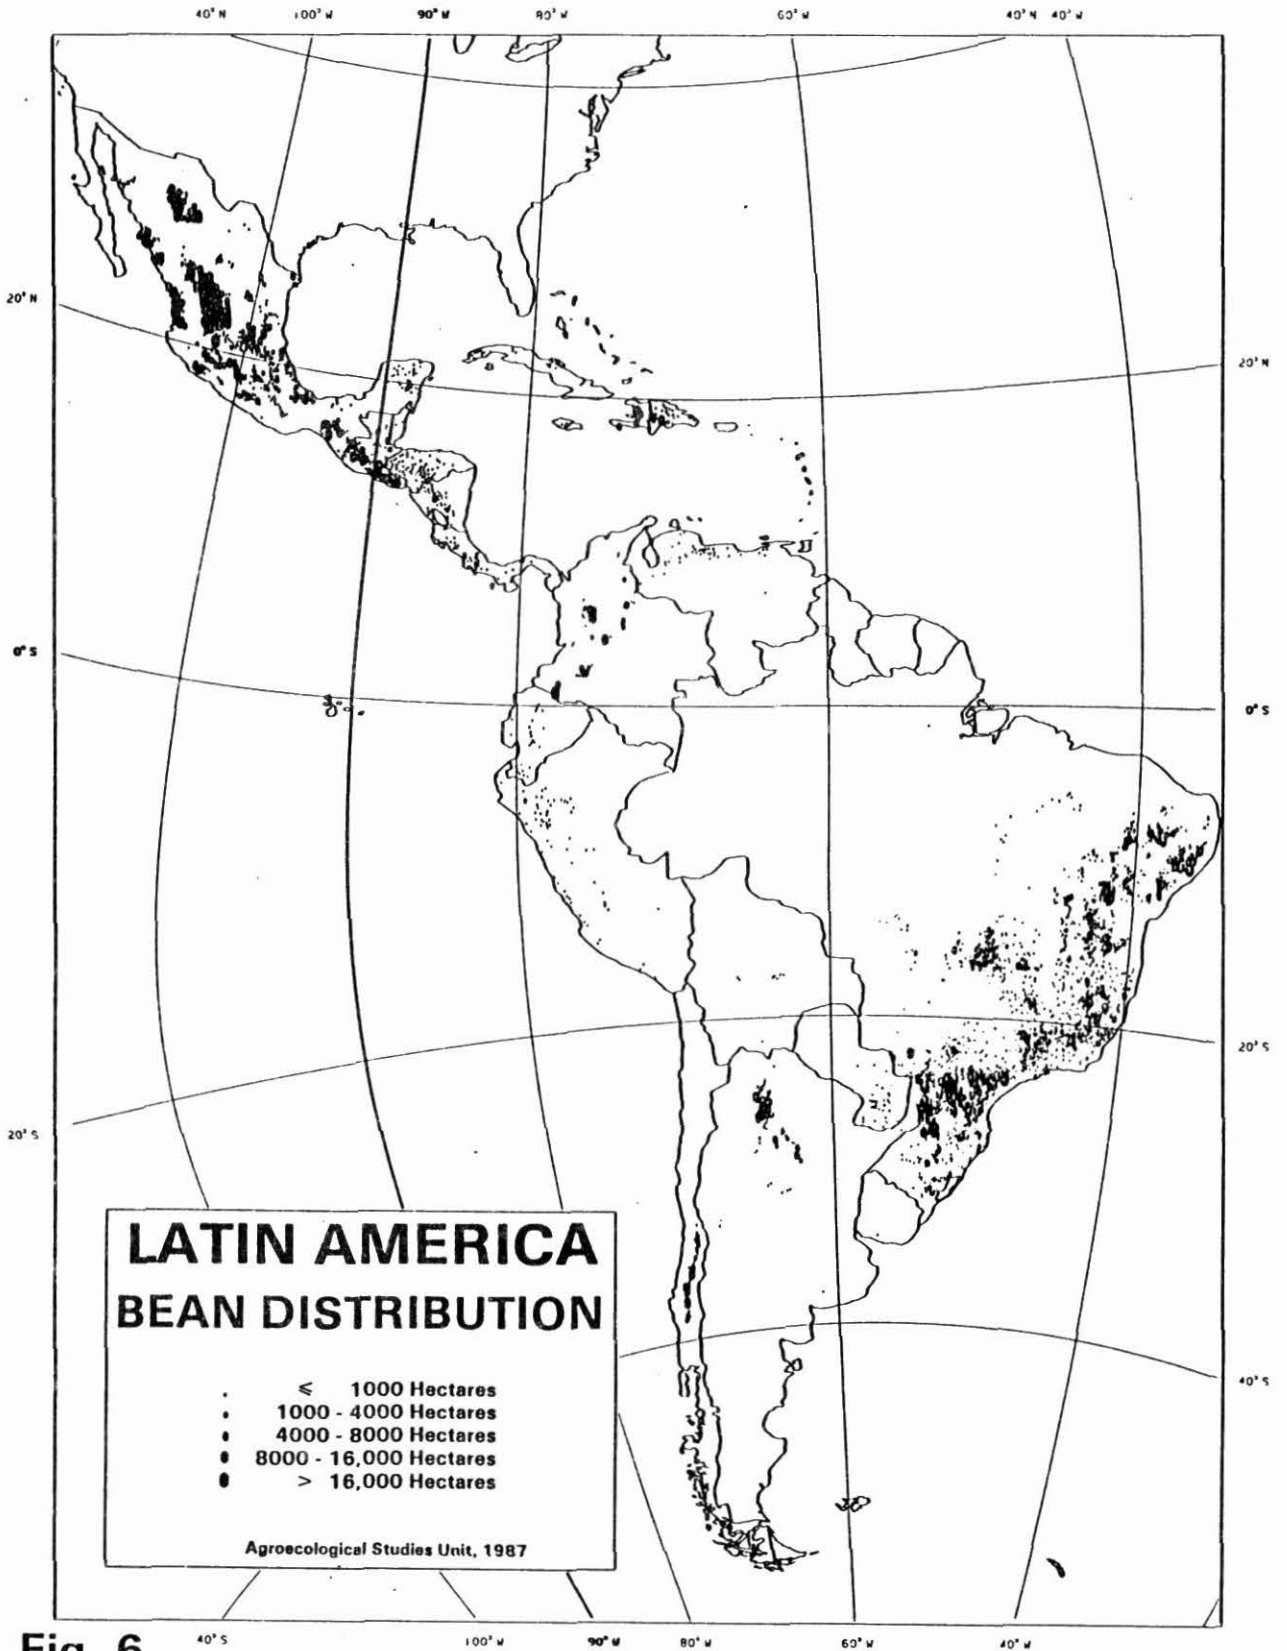 40° N 100° W 90° W 80° W 60° W 40° N 40° W
20° N
20° N
0° S
0° S
20° S
20° S
LATIN AMERICA
BEAN DISTRIBUTION
⩽ 1000 Hectares
1000 - 4000 Hectares
4000 - 8000 Hectares
8000 - 16,000 Hectares
> 16,000 Hectares
Agroecological Studies Unit, 1987
40° S
40° S 100° W 90° W 80° W 60° W 40° W
Fig. 6